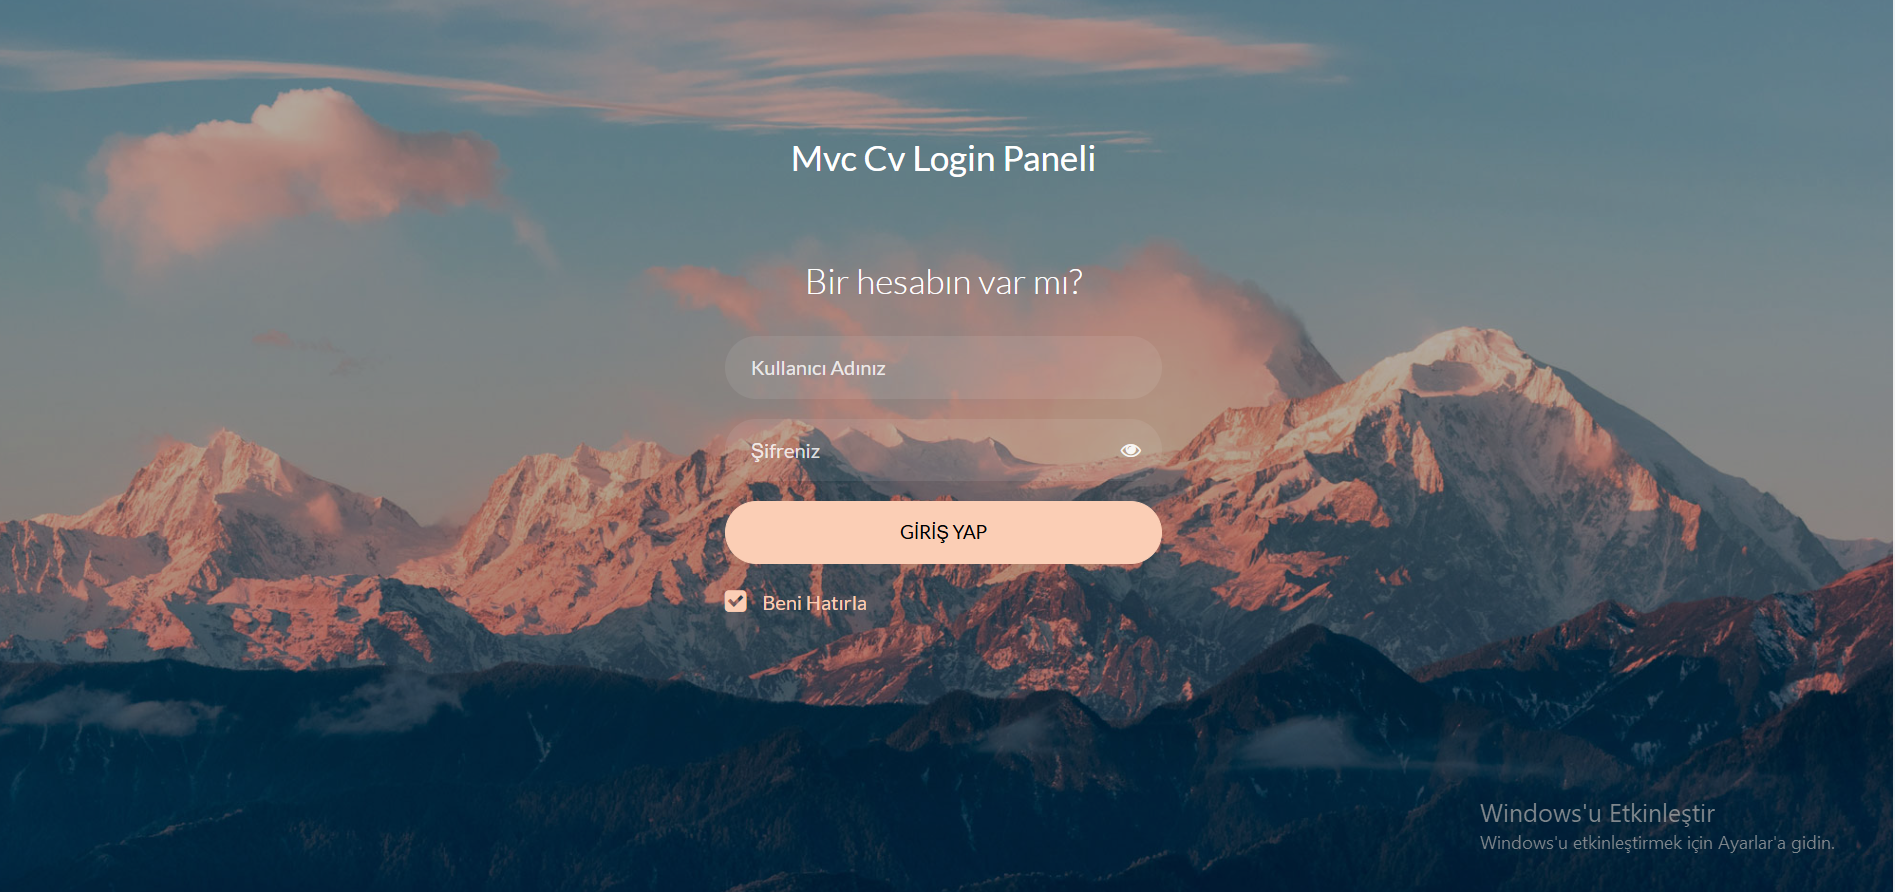 Mvc Cv Login Paneli
Bir hesabın var mı?
Kullanıcı Adınız
Şifreniz
GİRİŞ YAP
Beni Hatırla
Windows'u Etkinleştir
Windows'u etkinleştirmek için Ayarlar'a gidin.